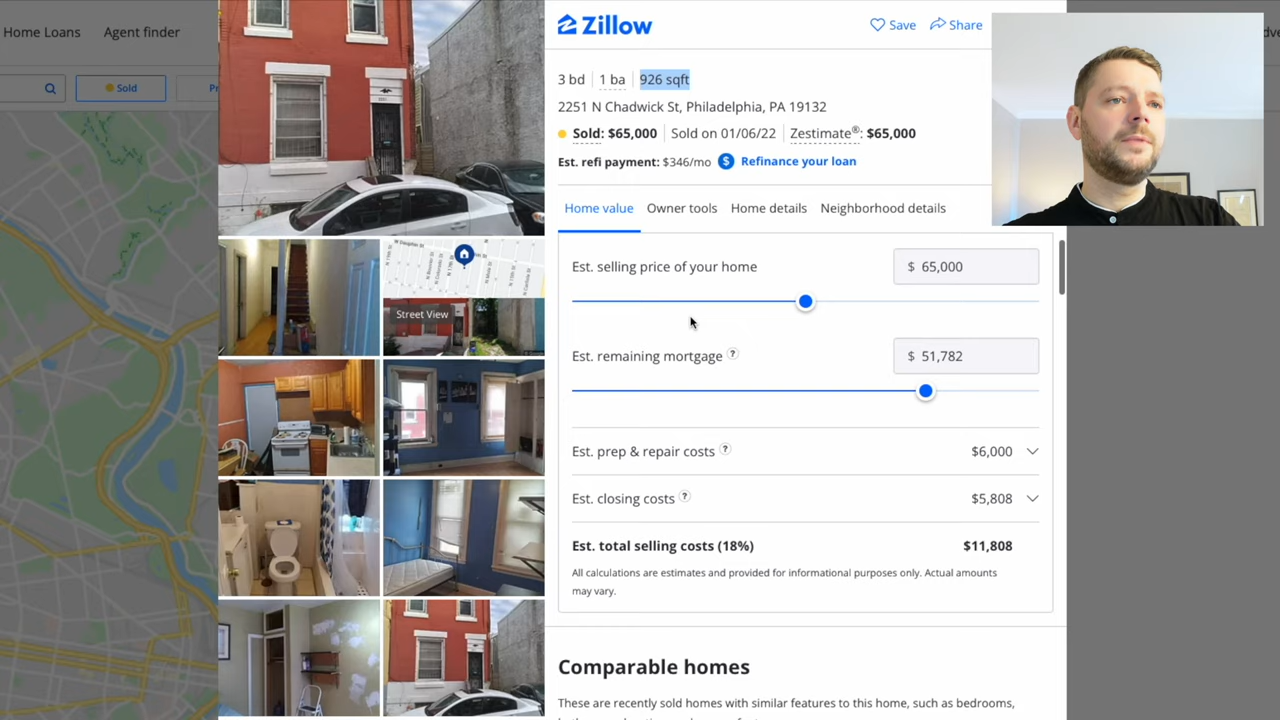 Home Loans
Agent finder
Sold
Pr
Street View
Zillow
Save
Share
3 bd
1 ba
926 sqft
2251 N Chadwick St, Philadelphia, PA 19132
Sold: $65,000
Sold on 01/06/22
Zestimate®: $65,000
Est. refi payment: $346/mo
$ Refinance your loan
Home value
Owner tools
Home details
Neighborhood details
Est. selling price of your home
$ 65,000
Est. remaining mortgage ?
$ 51,782
Est. prep & repair costs ?
$6,000
Est. closing costs ?
$5,808
Est. total selling costs (18%)
$11,808
All calculations are estimates and provided for informational purposes only. Actual amounts
may vary.
Comparable homes
These are recently sold homes with similar features to this home, such as bedrooms,